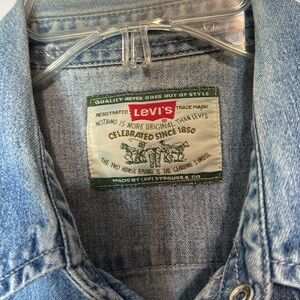 QUALITY NEVER GOES OUT OF STYLE
REGISTERED LEVI'S TRADE MARK
NOTHING IS MORE ORIGINAL THAN LEVI'S
CELEBRATED SINCE 1850
THE TWO HORSE BRAND IS THE GENUINE SYMBOL
MADE BY LEVI STRAUSS & CO